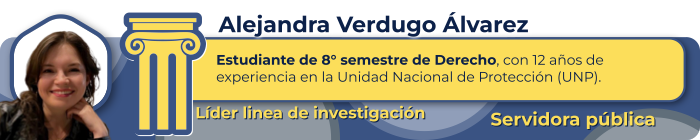 Alejandra Verdugo Álvarez
Estudiante de 8° semestre de Derecho, con 12 años de
experiencia en la Unidad Nacional de Protección (UNP).
Líder linea de investigación
Servidora pública